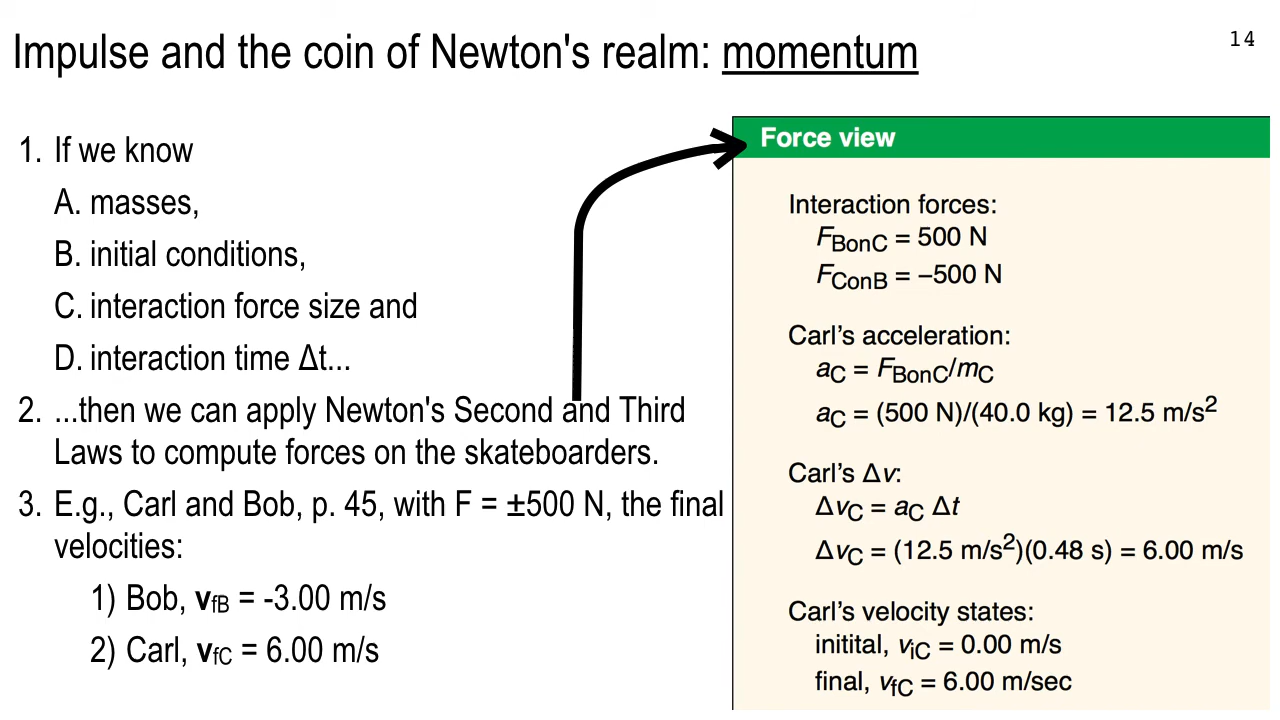 Impulse and the coin of Newton's realm: momentum
14
1. If we know
A. masses,
B. initial conditions,
C. interaction force size and
D. interaction time Δt...
2. ...then we can apply Newton's Second and Third
Laws to compute forces on the skateboarders.
3. E.g., Carl and Bob, p. 45, with F = ±500 N, the final
velocities:
1) Bob, vfB = -3.00 m/s
2) Carl, vfC = 6.00 m/s
Force view
Interaction forces:
FBonC = 500 N
FConB = −500 N
Carl's acceleration:
aC = FBonC/mC
aC = (500 N)/(40.0 kg) = 12.5 m/s2
Carl's Δv:
ΔvC = aC Δt
ΔvC = (12.5 m/s2)(0.48 s) = 6.00 m/s
Carl's velocity states:
initital, viC = 0.00 m/s
final, vfC = 6.00 m/sec